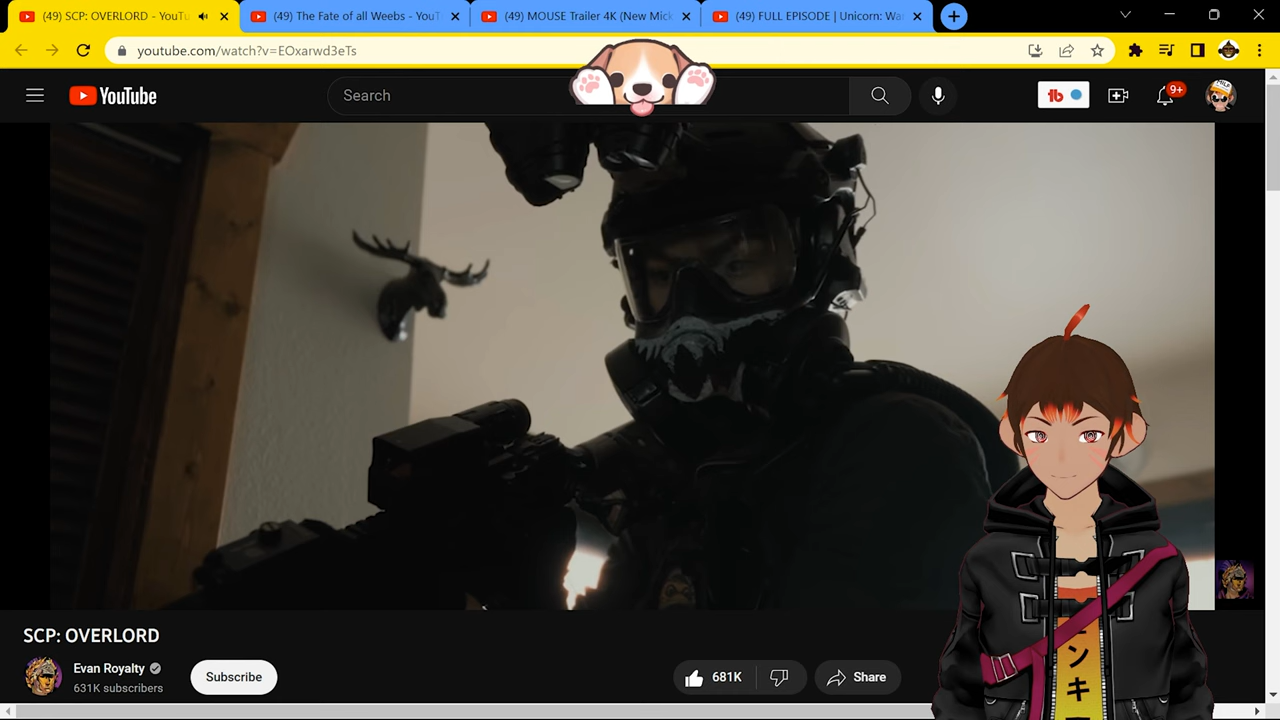 (49) SCP: OVERLORD - YouTu
(49) The Fate of all Weebs - YouT
(49) MOUSE Trailer 4K (New Mick
(49) FULL EPISODE | Unicorn: Wa
youtube.com/watch?v=EOxarwd3eTs
YouTube
Search
9+
SCP: OVERLORD
Evan Royalty
631K subscribers
Subscribe
681K
Share
ンキ